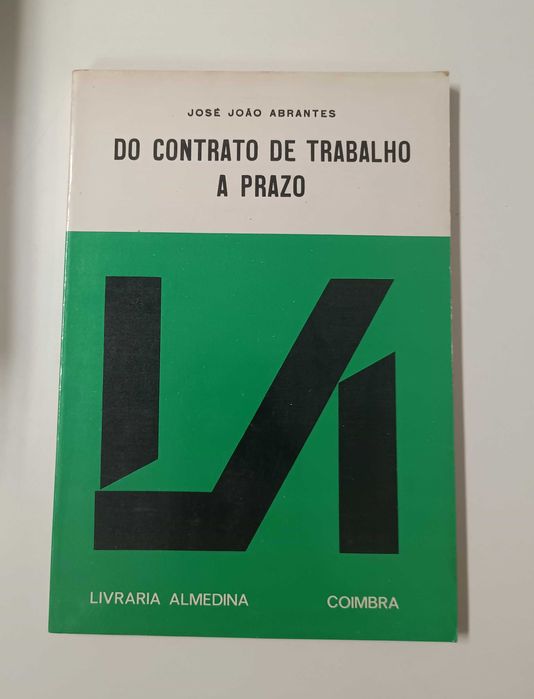 JOSÉ JOÃO ABRANTES
DO CONTRATO DE TRABALHO
A PRAZO
LIVRARIA ALMEDINA COIMBRA